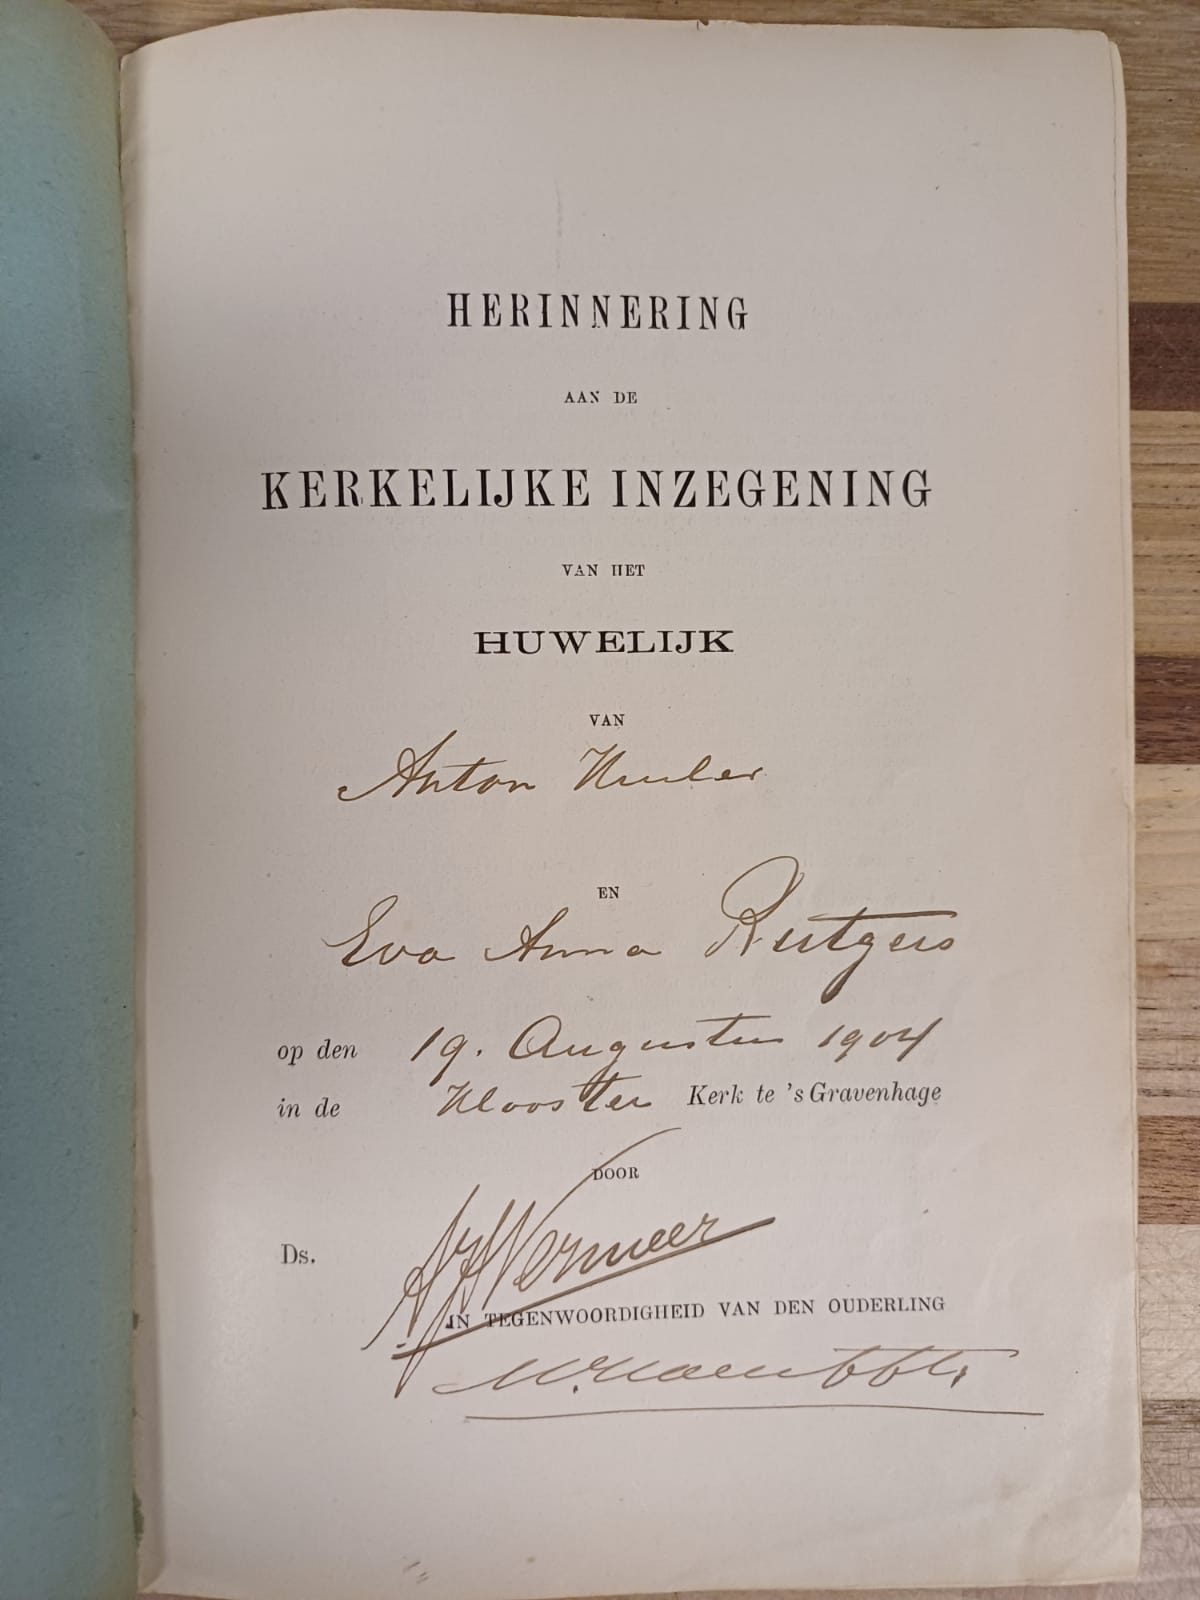 HERINNERING
AAN DE
KERKELIJKE INZEGENING
VAN HET
HUWELIJK
VAN
Anton
EN
Eva Anna Rutgers
op den 19. Augustus 1904
in de Klooster Kerk te 's Gravenhage
DOOR
Ds. Vermeer
IN TEGENWOORDIGHEID VAN DEN OUDERLING